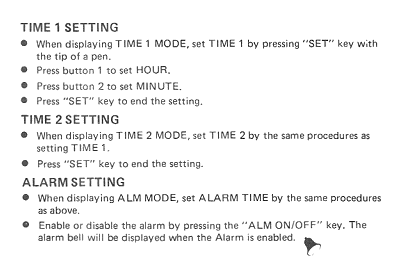 TIME 1 SETTING
● When displaying TIME 1 MODE, set TIME 1 by pressing "SET" key with
the tip of a pen.
● Press button 1 to set HOUR.
● Press button 2 to set MINUTE.
● Press "SET" key to end the setting.
TIME 2 SETTING
● When displaying TIME 2 MODE, set TIME 2 by the same procedures as
setting TIME 1.
● Press "SET" key to end the setting.
ALARM SETTING
● When displaying ALM MODE, set ALARM TIME by the same procedures
as above.
● Enable or disable the alarm by pressing the "ALM ON/OFF" key. The
alarm bell will be displayed when the Alarm is enabled.